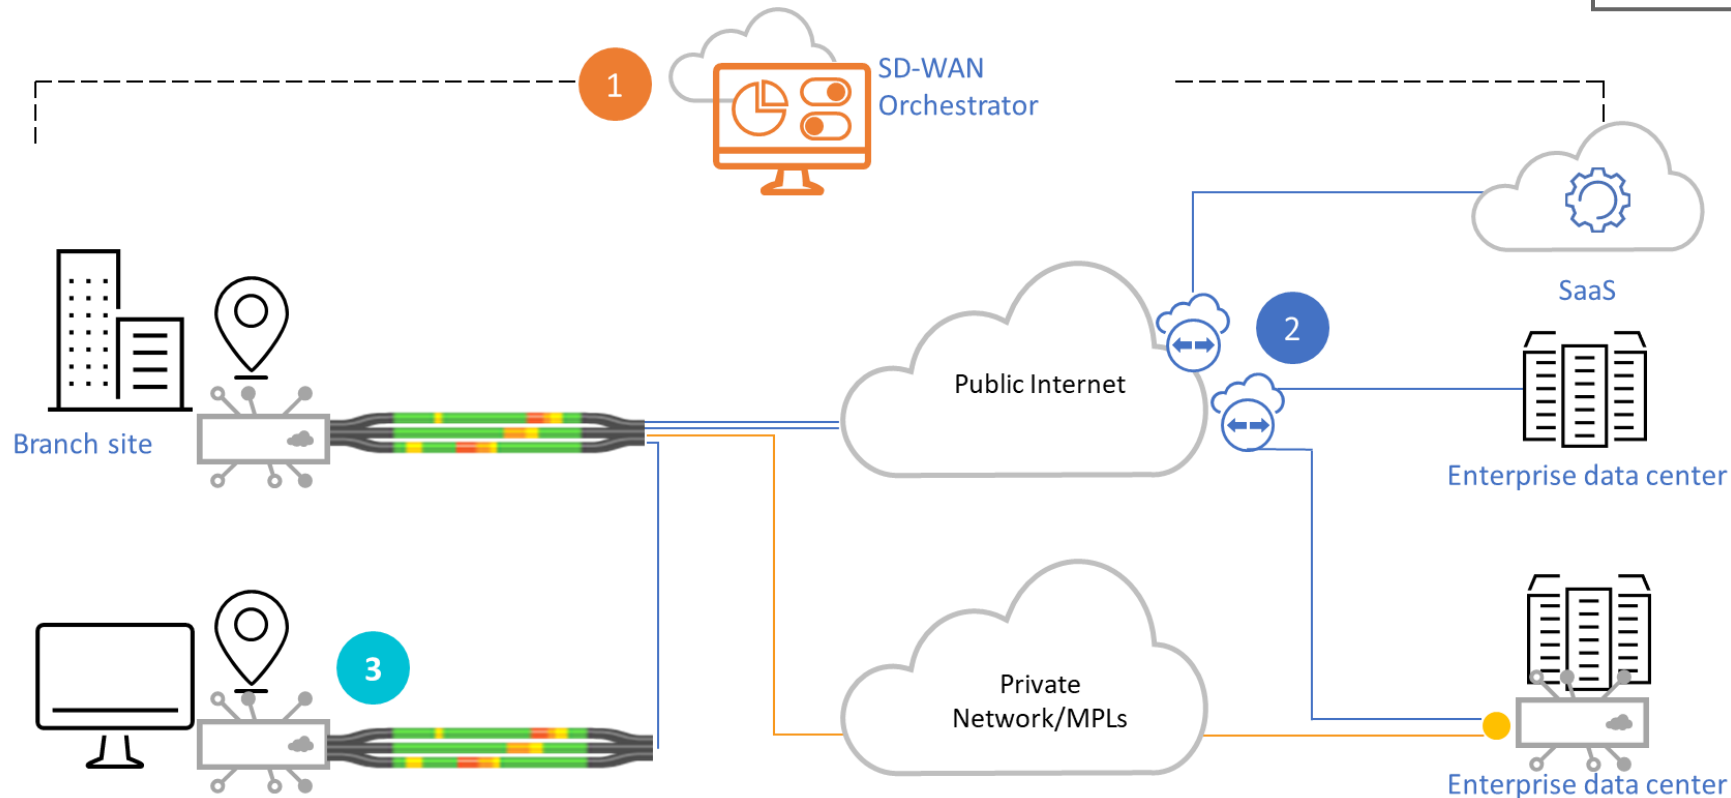 1
SD-WAN
Orchestrator
SaaS
2
Public Internet
Branch site
Enterprise data center
3
Private
Network/MPLs
Enterprise data center